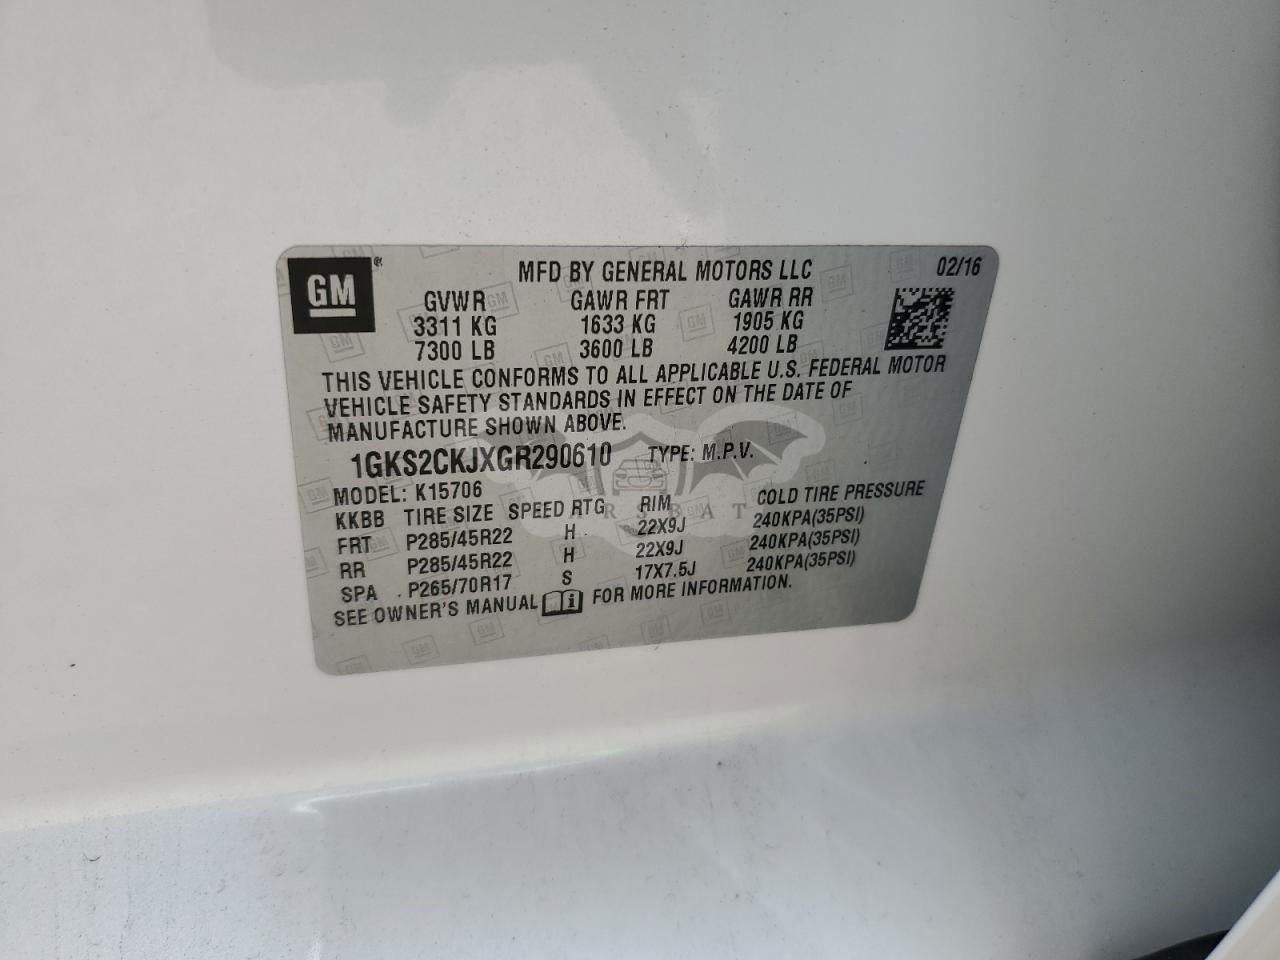 GM ® MFD BY GENERAL MOTORS LLC 02/16
GVWR GAWR FRT GAWR RR
3311 KG 1633 KG 1905 KG
7300 LB 3600 LB 4200 LB
THIS VEHICLE CONFORMS TO ALL APPLICABLE U.S. FEDERAL MOTOR
VEHICLE SAFETY STANDARDS IN EFFECT ON THE DATE OF
MANUFACTURE SHOWN ABOVE.
1GKS2CKJXGR290610 TYPE: M.P.V.
MODEL: K15706
KKBB TIRE SIZE SPEED RTG RIM COLD TIRE PRESSURE
FRT P285/45R22 H 22X9J 240KPA(35PSI)
RR P285/45R22 H 22X9J 240KPA(35PSI)
SPA P265/70R17 S 17X7.5J 240KPA(35PSI)
SEE OWNER'S MANUAL FOR MORE INFORMATION.
CARSBAT